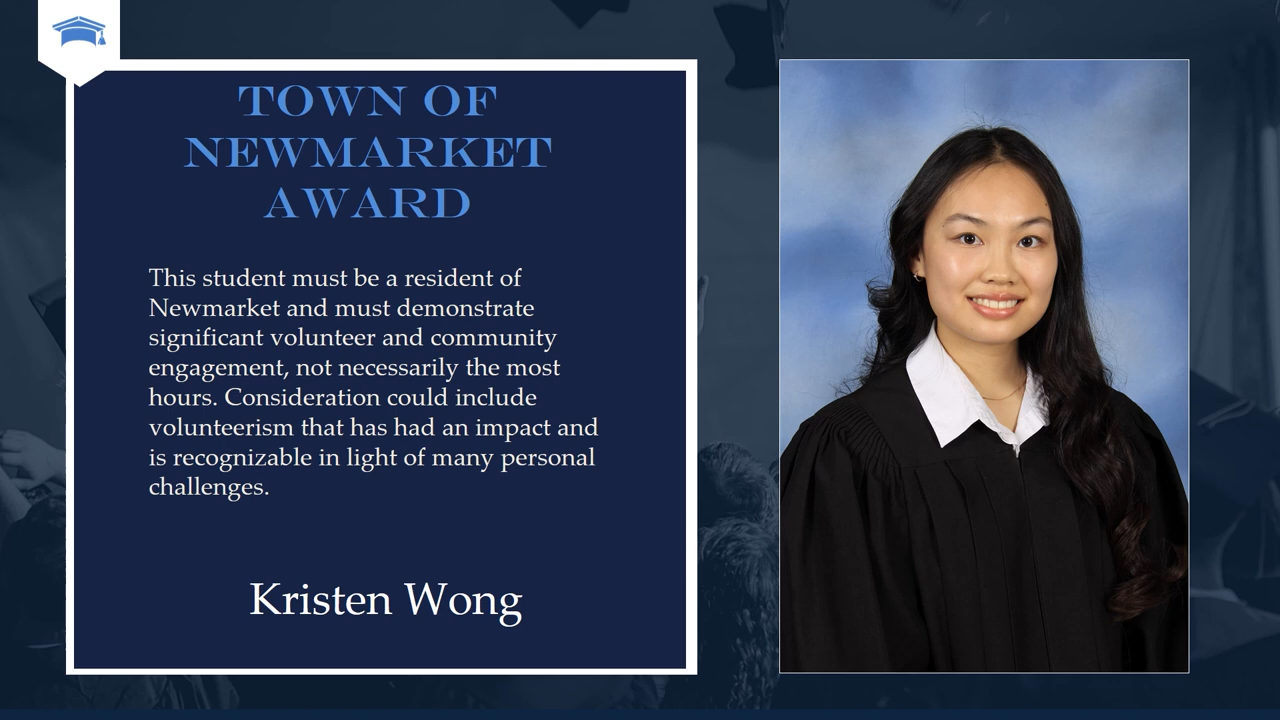 TOWN OF
NEWMARKET
AWARD
This student must be a resident of
Newmarket and must demonstrate
significant volunteer and community
engagement, not necessarily the most
hours. Consideration could include
volunteerism that has had an impact and
is recognizable in light of many personal
challenges.
Kristen Wong